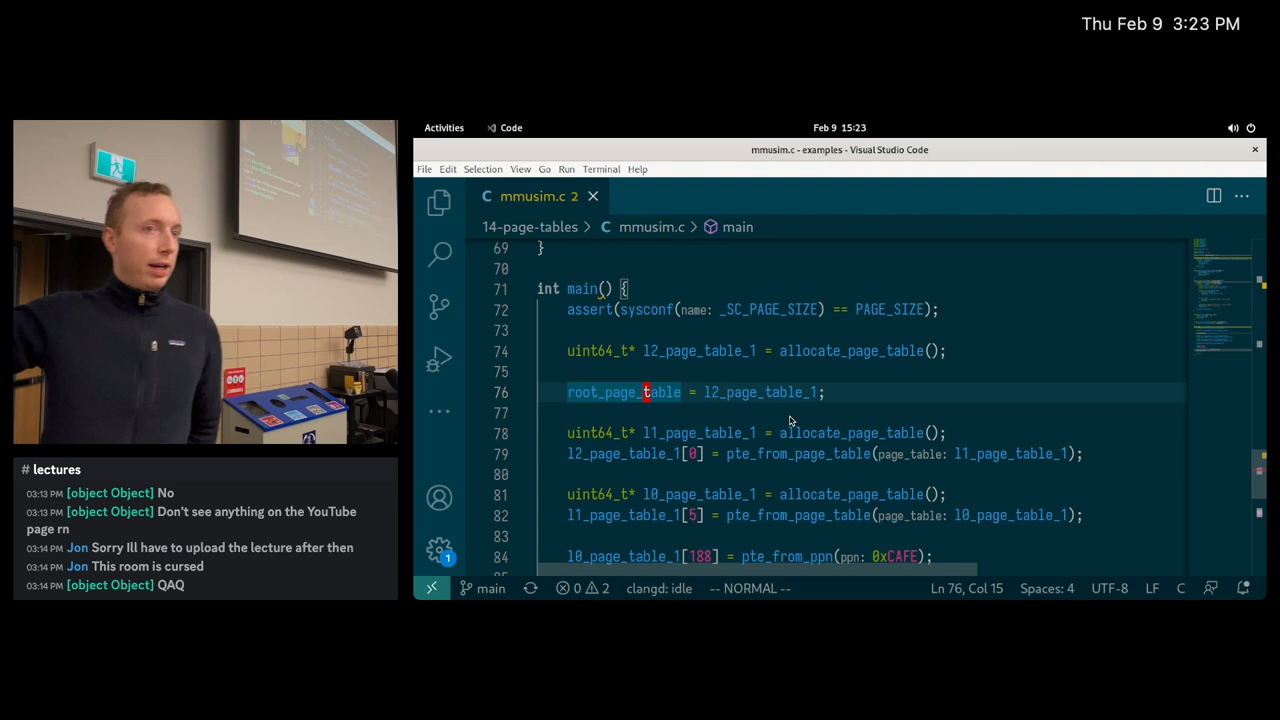 Thu Feb 9 3:23 PM
Activities Code Feb 9 15:23
mmusim.c - examples - Visual Studio Code
File Edit Selection View Go Run Terminal Help
C mmusim.c 2
14-page-tables > C mmusim.c > main
69 }
70
71 int main() {
72 assert(sysconf(name: _SC_PAGE_SIZE) == PAGE_SIZE);
73
74 uint64_t* l2_page_table_1 = allocate_page_table();
75
76 root_page_table = l2_page_table_1;
77
78 uint64_t* l1_page_table_1 = allocate_page_table();
79 l2_page_table_1[0] = pte_from_page_table(page_table: l1_page_table_1);
80
81 uint64_t* l0_page_table_1 = allocate_page_table();
82 l1_page_table_1[5] = pte_from_page_table(page_table: l0_page_table_1);
83
84 l0_page_table_1[188] = pte_from_ppn(ppn: 0xCAFE);
1
main 0 2 clangd: idle -- NORMAL -- Ln 76, Col 15 Spaces: 4 UTF-8 LF C
# lectures
03:13 PM [object Object] No
03:13 PM [object Object] Don't see anything on the YouTube
page rn
03:14 PM Jon Sorry Ill have to upload the lecture after then
03:14 PM Jon This room is cursed
03:14 PM [object Object] QAQ